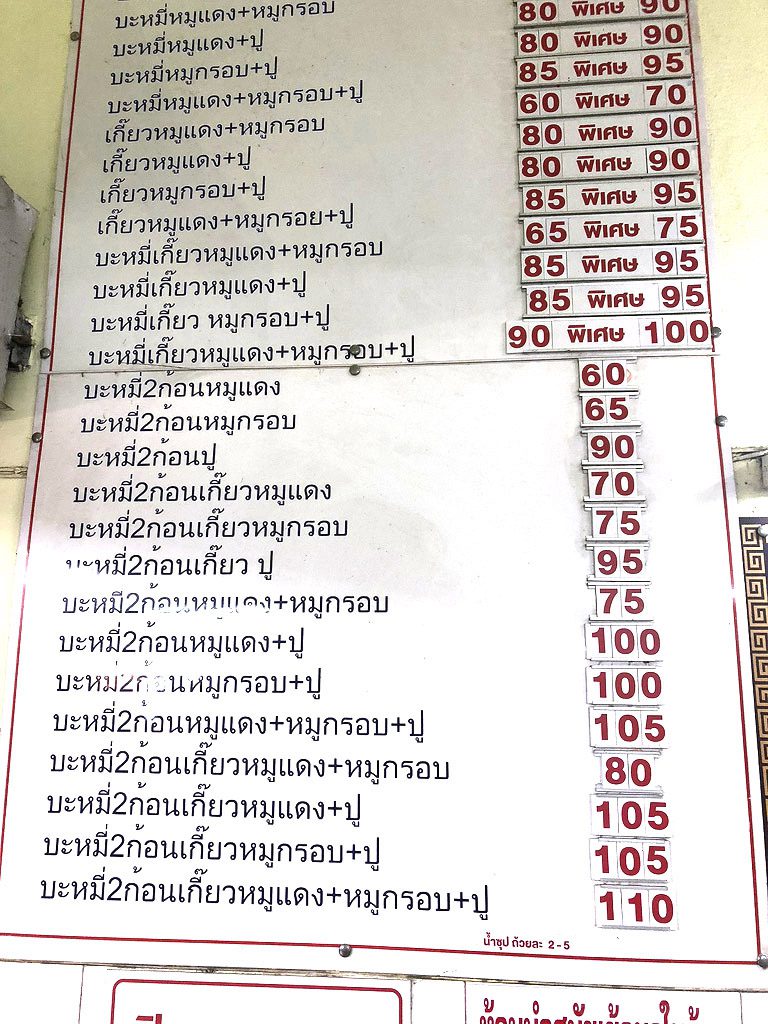 บะหมี่หมูแดง+หมูกรอบ
บะหมี่หมูแดง+ปู 80 พิเศษ 90
บะหมี่หมูกรอบ+ปู 80 พิเศษ 90
บะหมี่หมูแดง+หมูกรอบ+ปู 85 พิเศษ 95
เกี๊ยวหมูแดง+หมูกรอบ 60 พิเศษ 70
เกี๊ยวหมูแดง+ปู 80 พิเศษ 90
เกี๊ยวหมูกรอบ+ปู 80 พิเศษ 90
เกี๊ยวหมูแดง+หมูกรอย+ปู 85 พิเศษ 95
บะหมี่เกี๊ยวหมูแดง+หมูกรอบ 65 พิเศษ 75
บะหมี่เกี๊ยวหมูแดง+ปู 85 พิเศษ 95
บะหมี่เกี๊ยว หมูกรอบ+ปู 85 พิเศษ 95
บะหมี่เกี๊ยวหมูแดง+หมูกรอบ+ปู 90 พิเศษ 100
บะหมี่2ก้อนหมูแดง 60
บะหมี่2ก้อนหมูกรอบ 65
บะหมี่2ก้อนปู 90
บะหมี่2ก้อนเกี๊ยวหมูแดง 70
บะหมี่2ก้อนเกี๊ยวหมูกรอบ 75
บะหมี่2ก้อนเกี๊ยว ปู 95
บะหมี่2ก้อนหมูแดง+หมูกรอบ 75
บะหมี่2ก้อนหมูแดง+ปู 100
บะหมี่2ก้อนหมูกรอบ+ปู 100
บะหมี่2ก้อนหมูแดง+หมูกรอบ+ปู 105
บะหมี่2ก้อนเกี๊ยวหมูแดง+หมูกรอบ 80
บะหมี่2ก้อนเกี๊ยวหมูแดง+ปู 105
บะหมี่2ก้อนเกี๊ยวหมูกรอบ+ปู 105
บะหมี่2ก้อนเกี๊ยวหมูแดง+หมูกรอบ+ปู 110
น้ำซุป ถ้วยละ 2-5